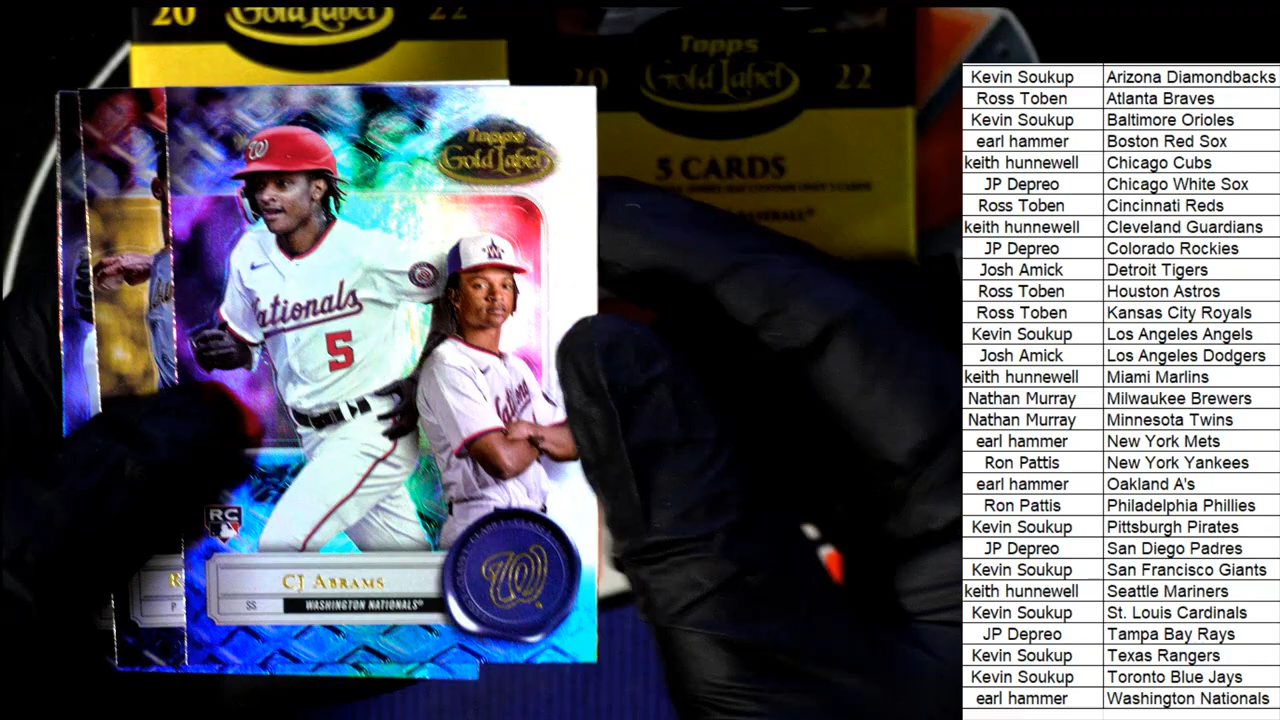 20 Gold Label 22
Topps
20 Gold Label 22
5 CARDS
BASEBALL®
Topps
Gold Label
W
Nationals
5
W
RC
R
P
CJ ABRAMS
SS WASHINGTON NATIONALS®
CLASS 1
W
Kevin Soukup Arizona Diamondbacks
Ross Toben Atlanta Braves
Kevin Soukup Baltimore Orioles
earl hammer Boston Red Sox
keith hunnewell Chicago Cubs
JP Depreo Chicago White Sox
Ross Toben Cincinnati Reds
keith hunnewell Cleveland Guardians
JP Depreo Colorado Rockies
Josh Amick Detroit Tigers
Ross Toben Houston Astros
Ross Toben Kansas City Royals
Kevin Soukup Los Angeles Angels
Josh Amick Los Angeles Dodgers
keith hunnewell Miami Marlins
Nathan Murray Milwaukee Brewers
Nathan Murray Minnesota Twins
earl hammer New York Mets
Ron Pattis New York Yankees
earl hammer Oakland A's
Ron Pattis Philadelphia Phillies
Kevin Soukup Pittsburgh Pirates
JP Depreo San Diego Padres
Kevin Soukup San Francisco Giants
keith hunnewell Seattle Mariners
Kevin Soukup St. Louis Cardinals
JP Depreo Tampa Bay Rays
Kevin Soukup Texas Rangers
Kevin Soukup Toronto Blue Jays
earl hammer Washington Nationals